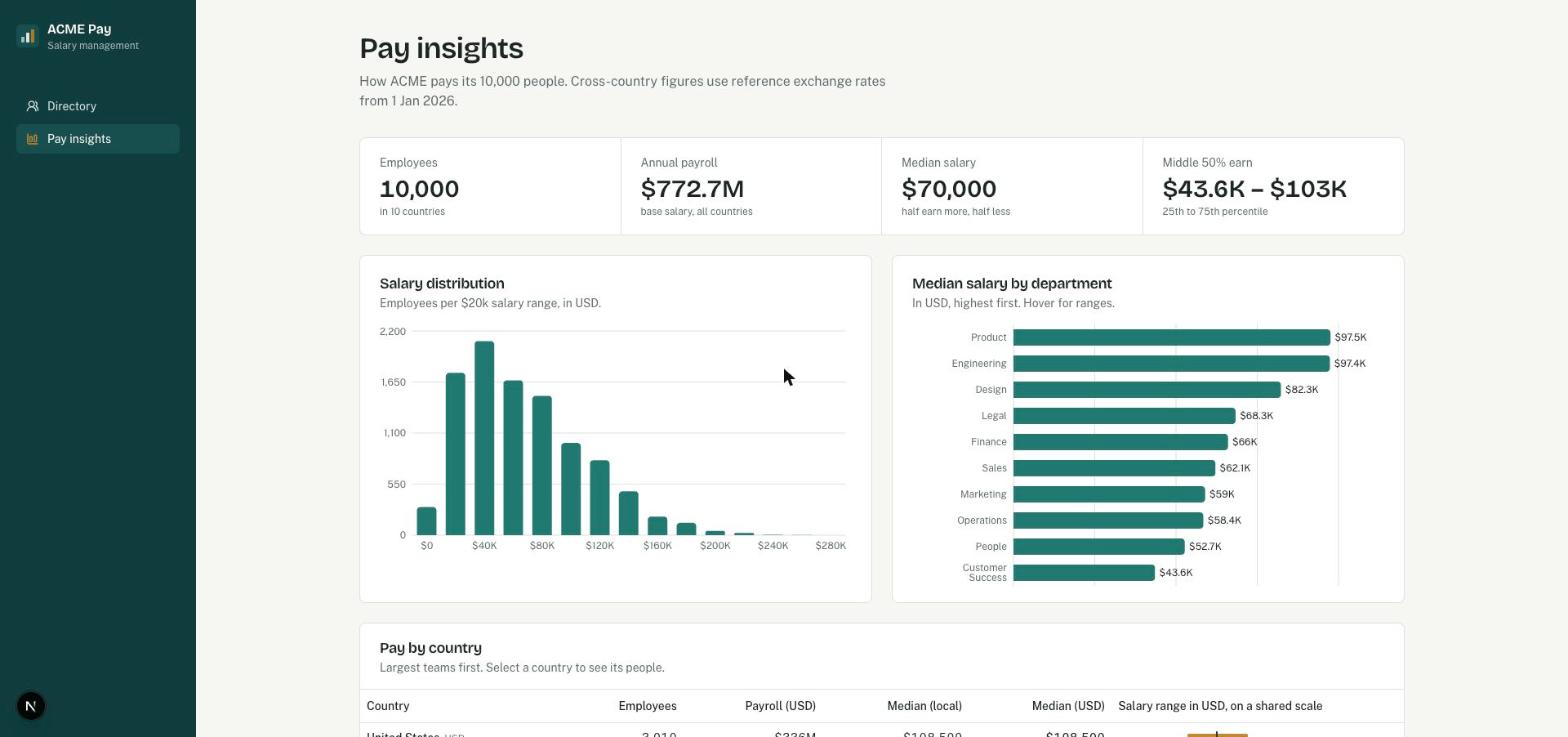 ACME Pay
Salary management
Directory
Pay insights
Pay insights
How ACME pays its 10,000 people. Cross-country figures use reference exchange rates
from 1 Jan 2026.
Employees
10,000
in 10 countries
Annual payroll
$772.7M
base salary, all countries
Median salary
$70,000
half earn more, half less
Middle 50% earn
$43.6K – $103K
25th to 75th percentile
Salary distribution
Employees per $20k salary range, in USD.
2,200
1,650
1,100
550
0
$0 $40K $80K $120K $160K $200K $240K $280K
Median salary by department
In USD, highest first. Hover for ranges.
Product $97.5K
Engineering $97.4K
Design $82.3K
Legal $68.3K
Finance $66K
Sales $62.1K
Marketing $59K
Operations $58.4K
People $52.7K
Customer
Success $43.6K
Pay by country
Largest teams first. Select a country to see its people.
Country Employees Payroll (USD) Median (local) Median (USD) Salary range in USD, on a shared scale
United States USD $108,500 $108,500
N